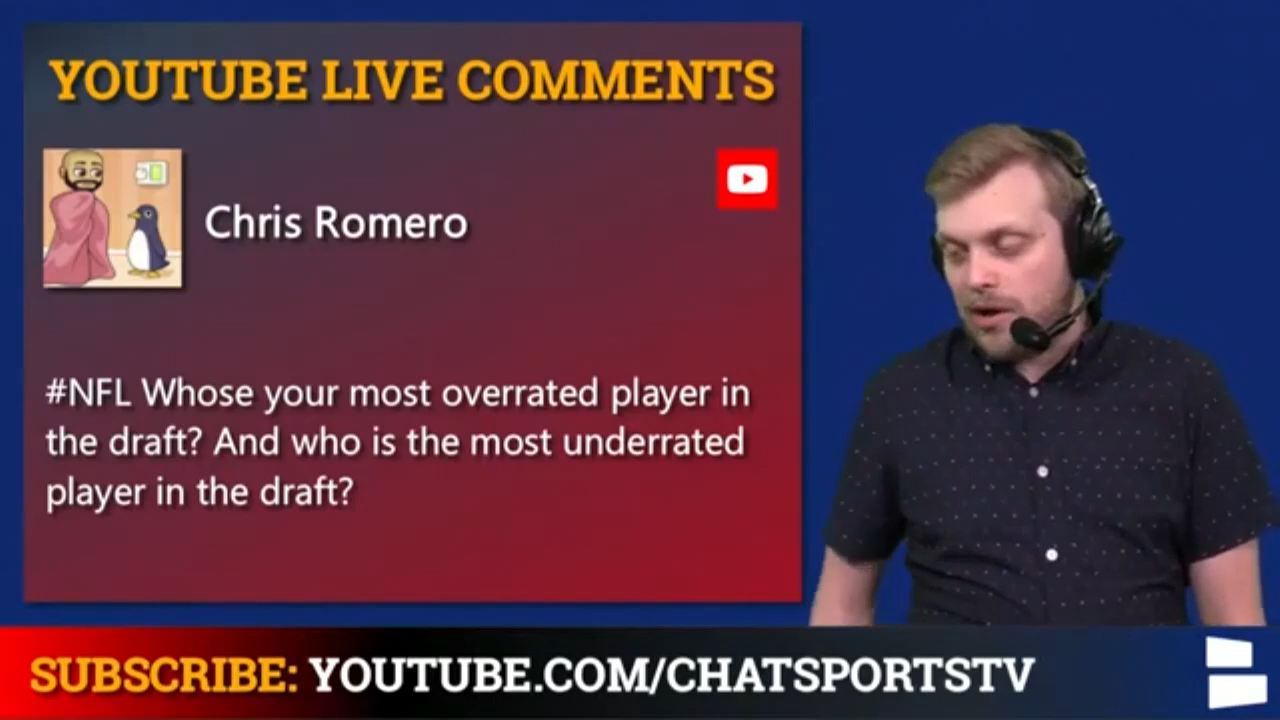 YOUTUBE LIVE COMMENTS
Chris Romero
#NFL Whose your most overrated player in
the draft? And who is the most underrated
player in the draft?
SUBSCRIBE: YOUTUBE.COM/CHATSPORTSTV